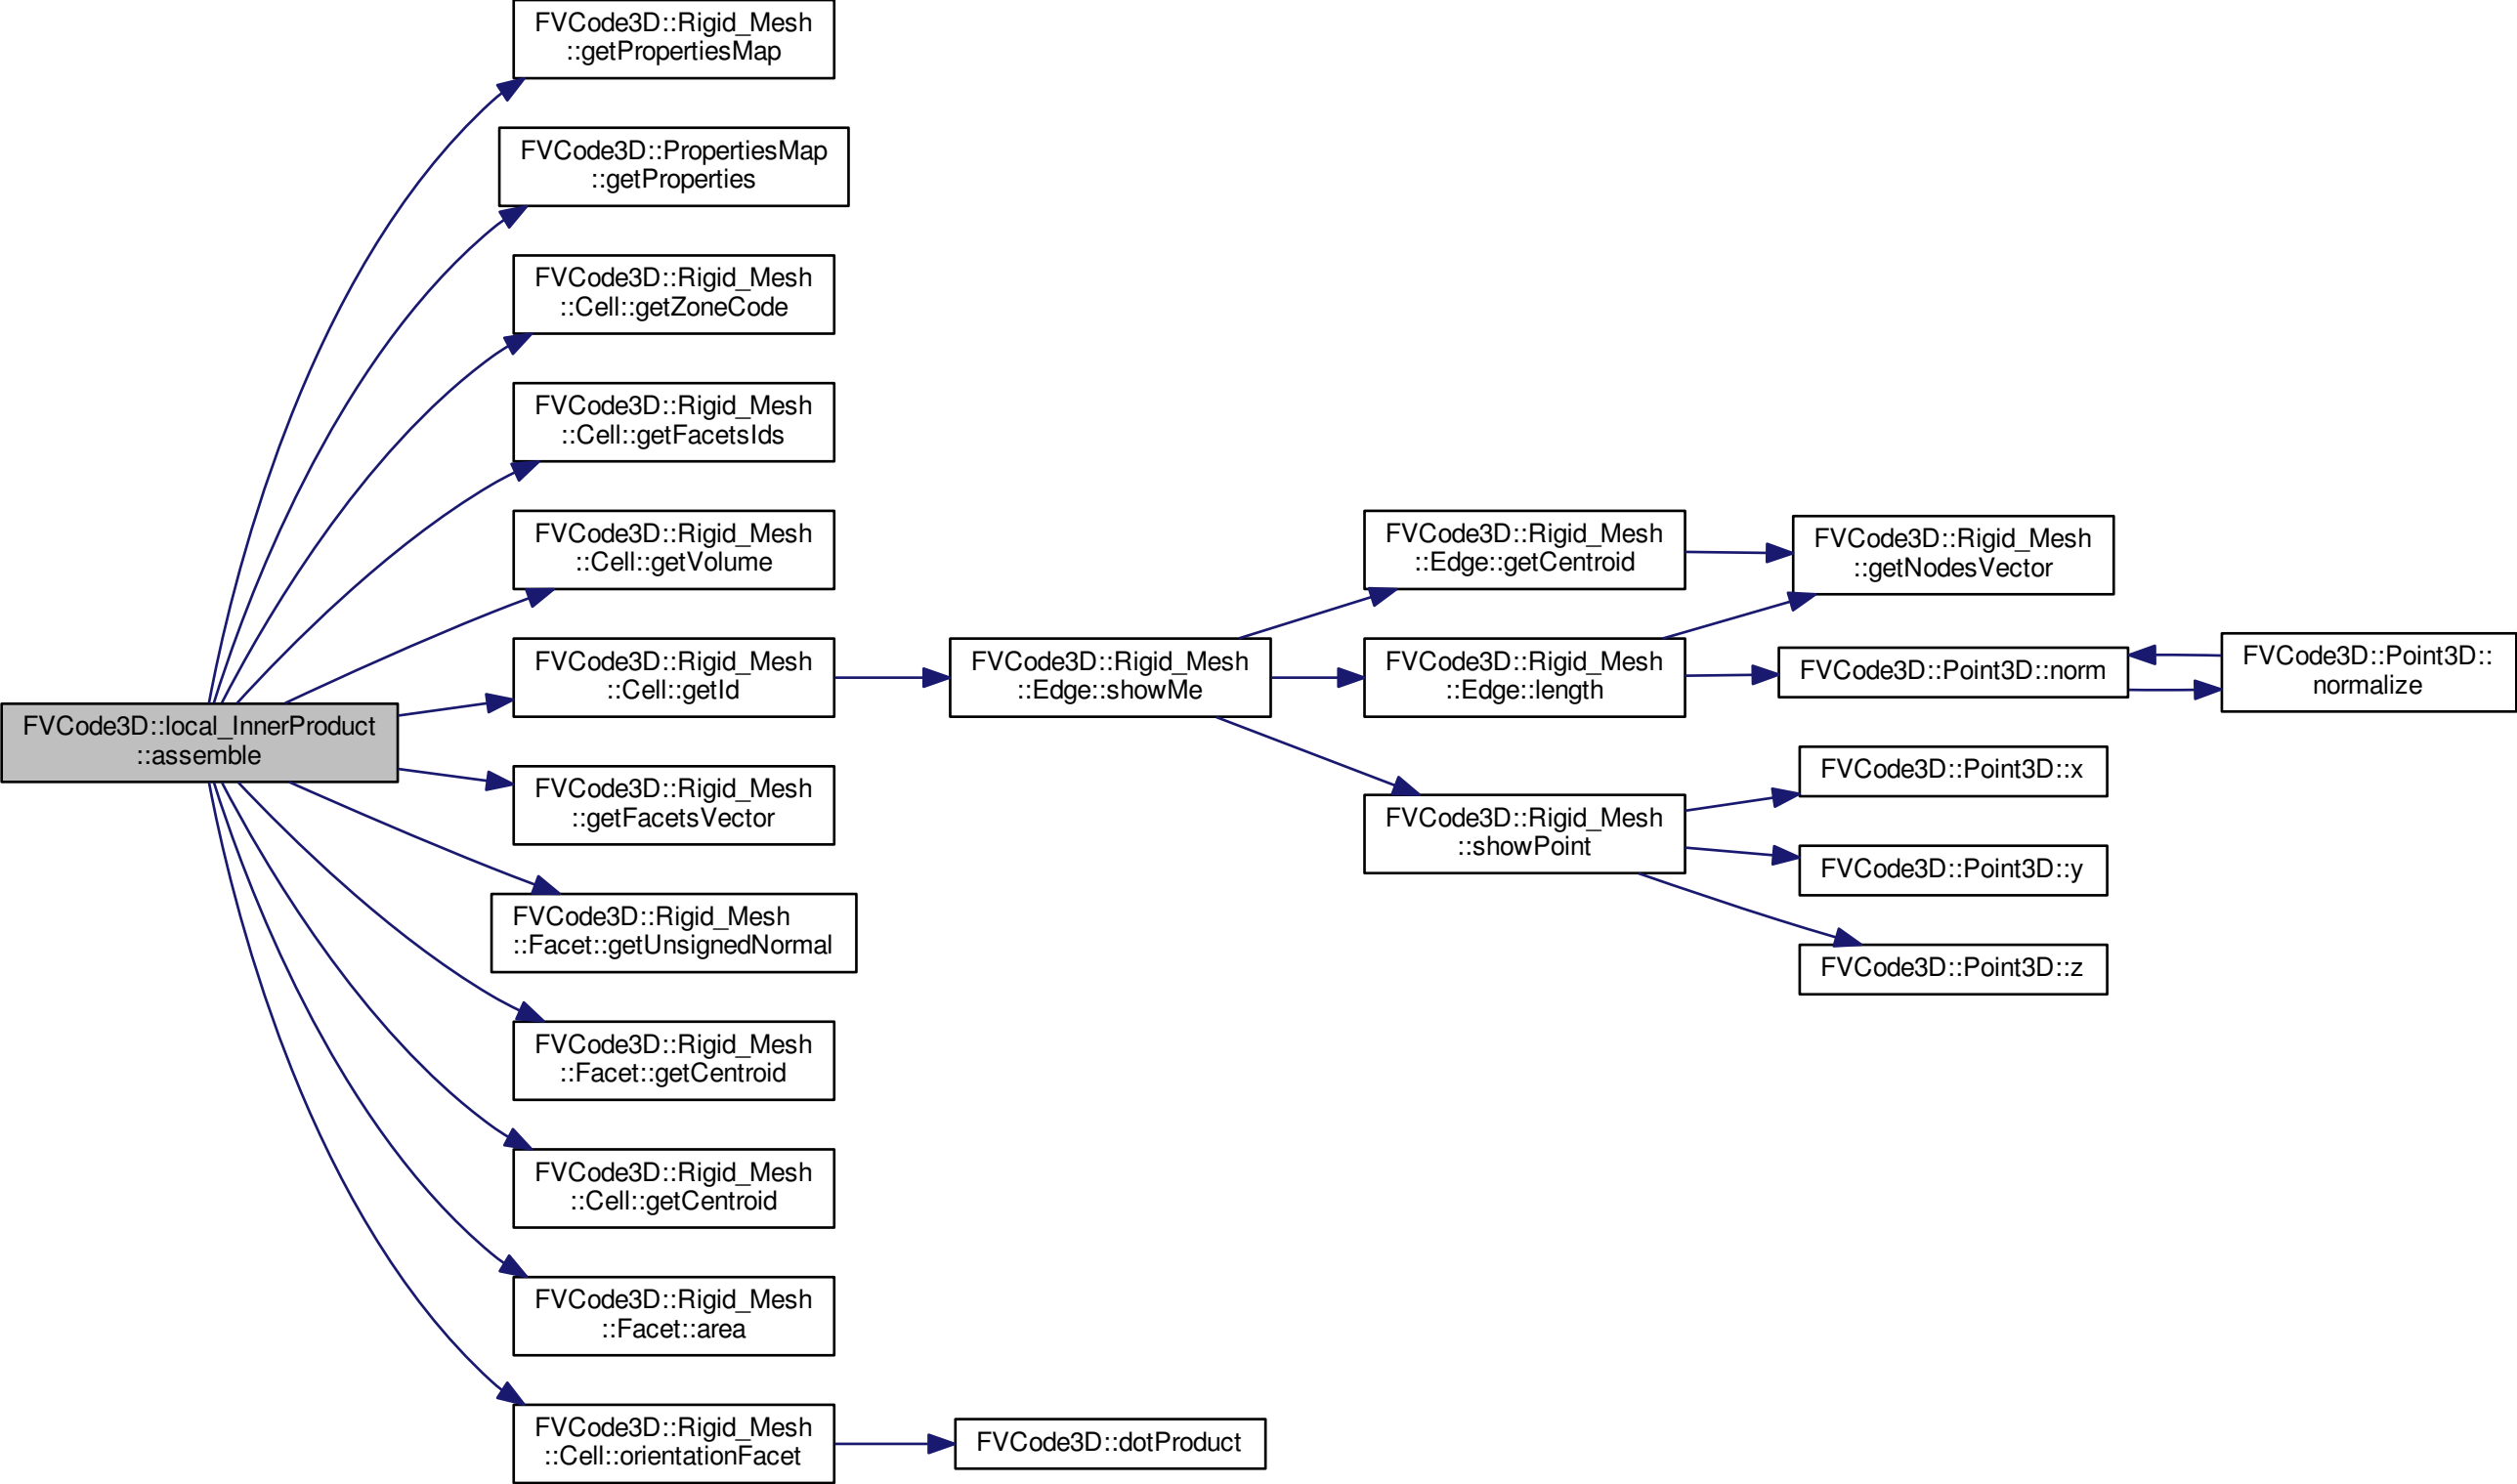 FVCode3D::Rigid_Mesh
::getPropertiesMap
FVCode3D::PropertiesMap
::getProperties
FVCode3D::Rigid_Mesh
::Cell::getZoneCode
FVCode3D::Rigid_Mesh
::Cell::getFacetsIds
FVCode3D::Rigid_Mesh
::Cell::getVolume
FVCode3D::Rigid_Mesh
::Cell::getId
FVCode3D::local_InnerProduct
::assemble
FVCode3D::Rigid_Mesh
::getFacetsVector
FVCode3D::Rigid_Mesh
::Facet::getUnsignedNormal
FVCode3D::Rigid_Mesh
::Facet::getCentroid
FVCode3D::Rigid_Mesh
::Cell::getCentroid
FVCode3D::Rigid_Mesh
::Facet::area
FVCode3D::Rigid_Mesh
::Cell::orientationFacet
FVCode3D::dotProduct
FVCode3D::Rigid_Mesh
::Edge::showMe
FVCode3D::Rigid_Mesh
::Edge::getCentroid
FVCode3D::Rigid_Mesh
::Edge::length
FVCode3D::Rigid_Mesh
::showPoint
FVCode3D::Rigid_Mesh
::getNodesVector
FVCode3D::Point3D::norm
FVCode3D::Point3D::
normalize
FVCode3D::Point3D::x
FVCode3D::Point3D::y
FVCode3D::Point3D::z